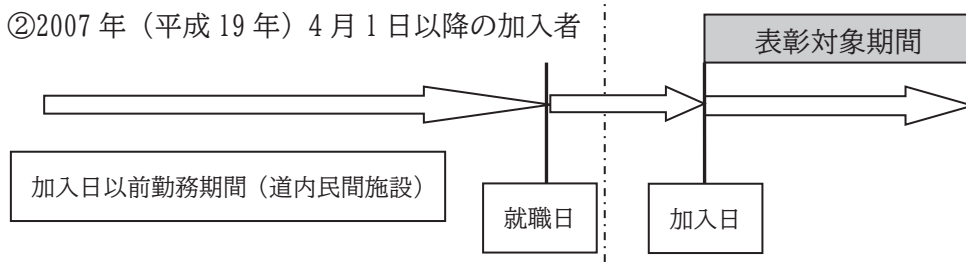 ②2007年（平成19年）4月1日以降の加入者
表彰対象期間
加入日以前勤務期間（道内民間施設）
就職日
加入日